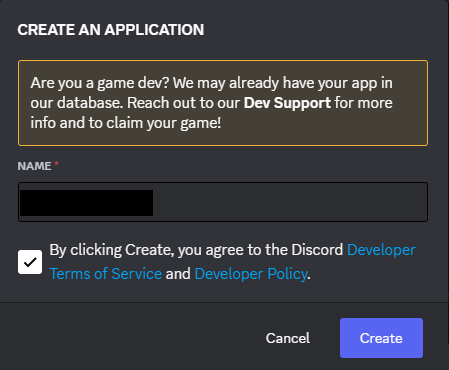 CREATE AN APPLICATION
Are you a game dev? We may already have your app in
our database. Reach out to our Dev Support for more
info and to claim your game!
NAME *
By clicking Create, you agree to the Discord Developer
Terms of Service and Developer Policy.
Cancel
Create